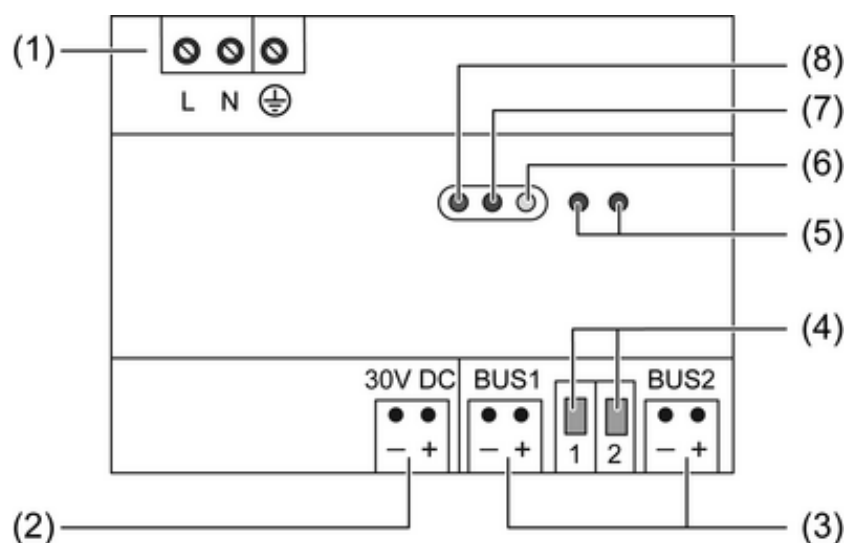 (1)
L N
(8)
(7)
(6)
(5)
(4)
30V DC BUS1 BUS2
– + – + 1 2 – +
(2) (3)